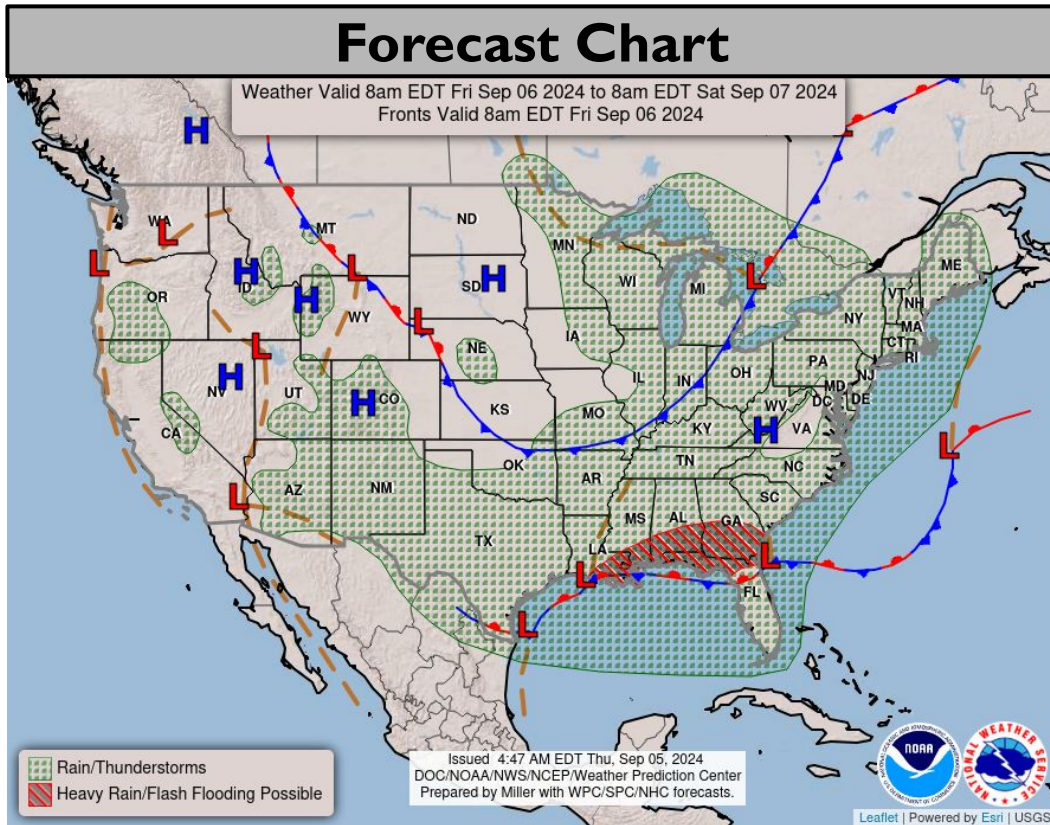 Forecast Chart
Weather Valid 8am EDT Fri Sep 06 2024 to 8am EDT Sat Sep 07 2024
Fronts Valid 8am EDT Fri Sep 06 2024
H
L
WA
MT
ND
MN
ME
L
H
ID
L
SD
H
L
OR
H
WY
WI
MI
VT
NH
NY
MA
CT
RI
L
L
NE
IA
PA
NJ
H
NV
UT
H
CO
KS
IL
IN
OH
MD
DE
DC
WV
VA
H
MO
KY
CA
OK
AR
TN
NC
L
AZ
NM
MS
AL
GA
SC
L
TX
LA
L
L
FL
L
Rain/Thunderstorms
Heavy Rain/Flash Flooding Possible
Issued 4:47 AM EDT Thu, Sep 05, 2024
DOC/NOAA/NWS/NCEP/Weather Prediction Center
Prepared by Miller with WPC/SPC/NHC forecasts.
NOAA
NATIONAL WEATHER SERVICE
Leaflet | Powered by Esri | USGS